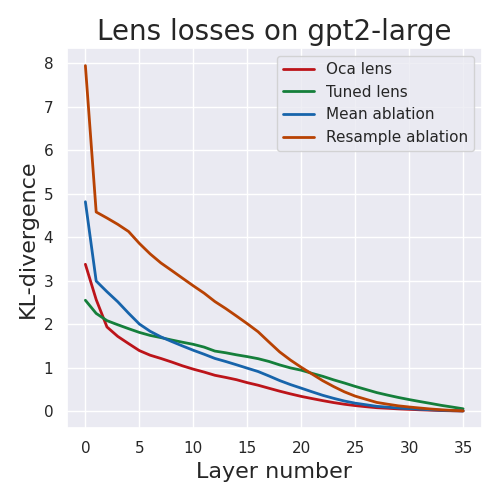 Lens losses on gpt2-large
Oca lens
Tuned lens
Mean ablation
Resample ablation
KL-divergence
8
7
6
5
4
3
2
1
0
0 5 10 15 20 25 30 35
Layer number